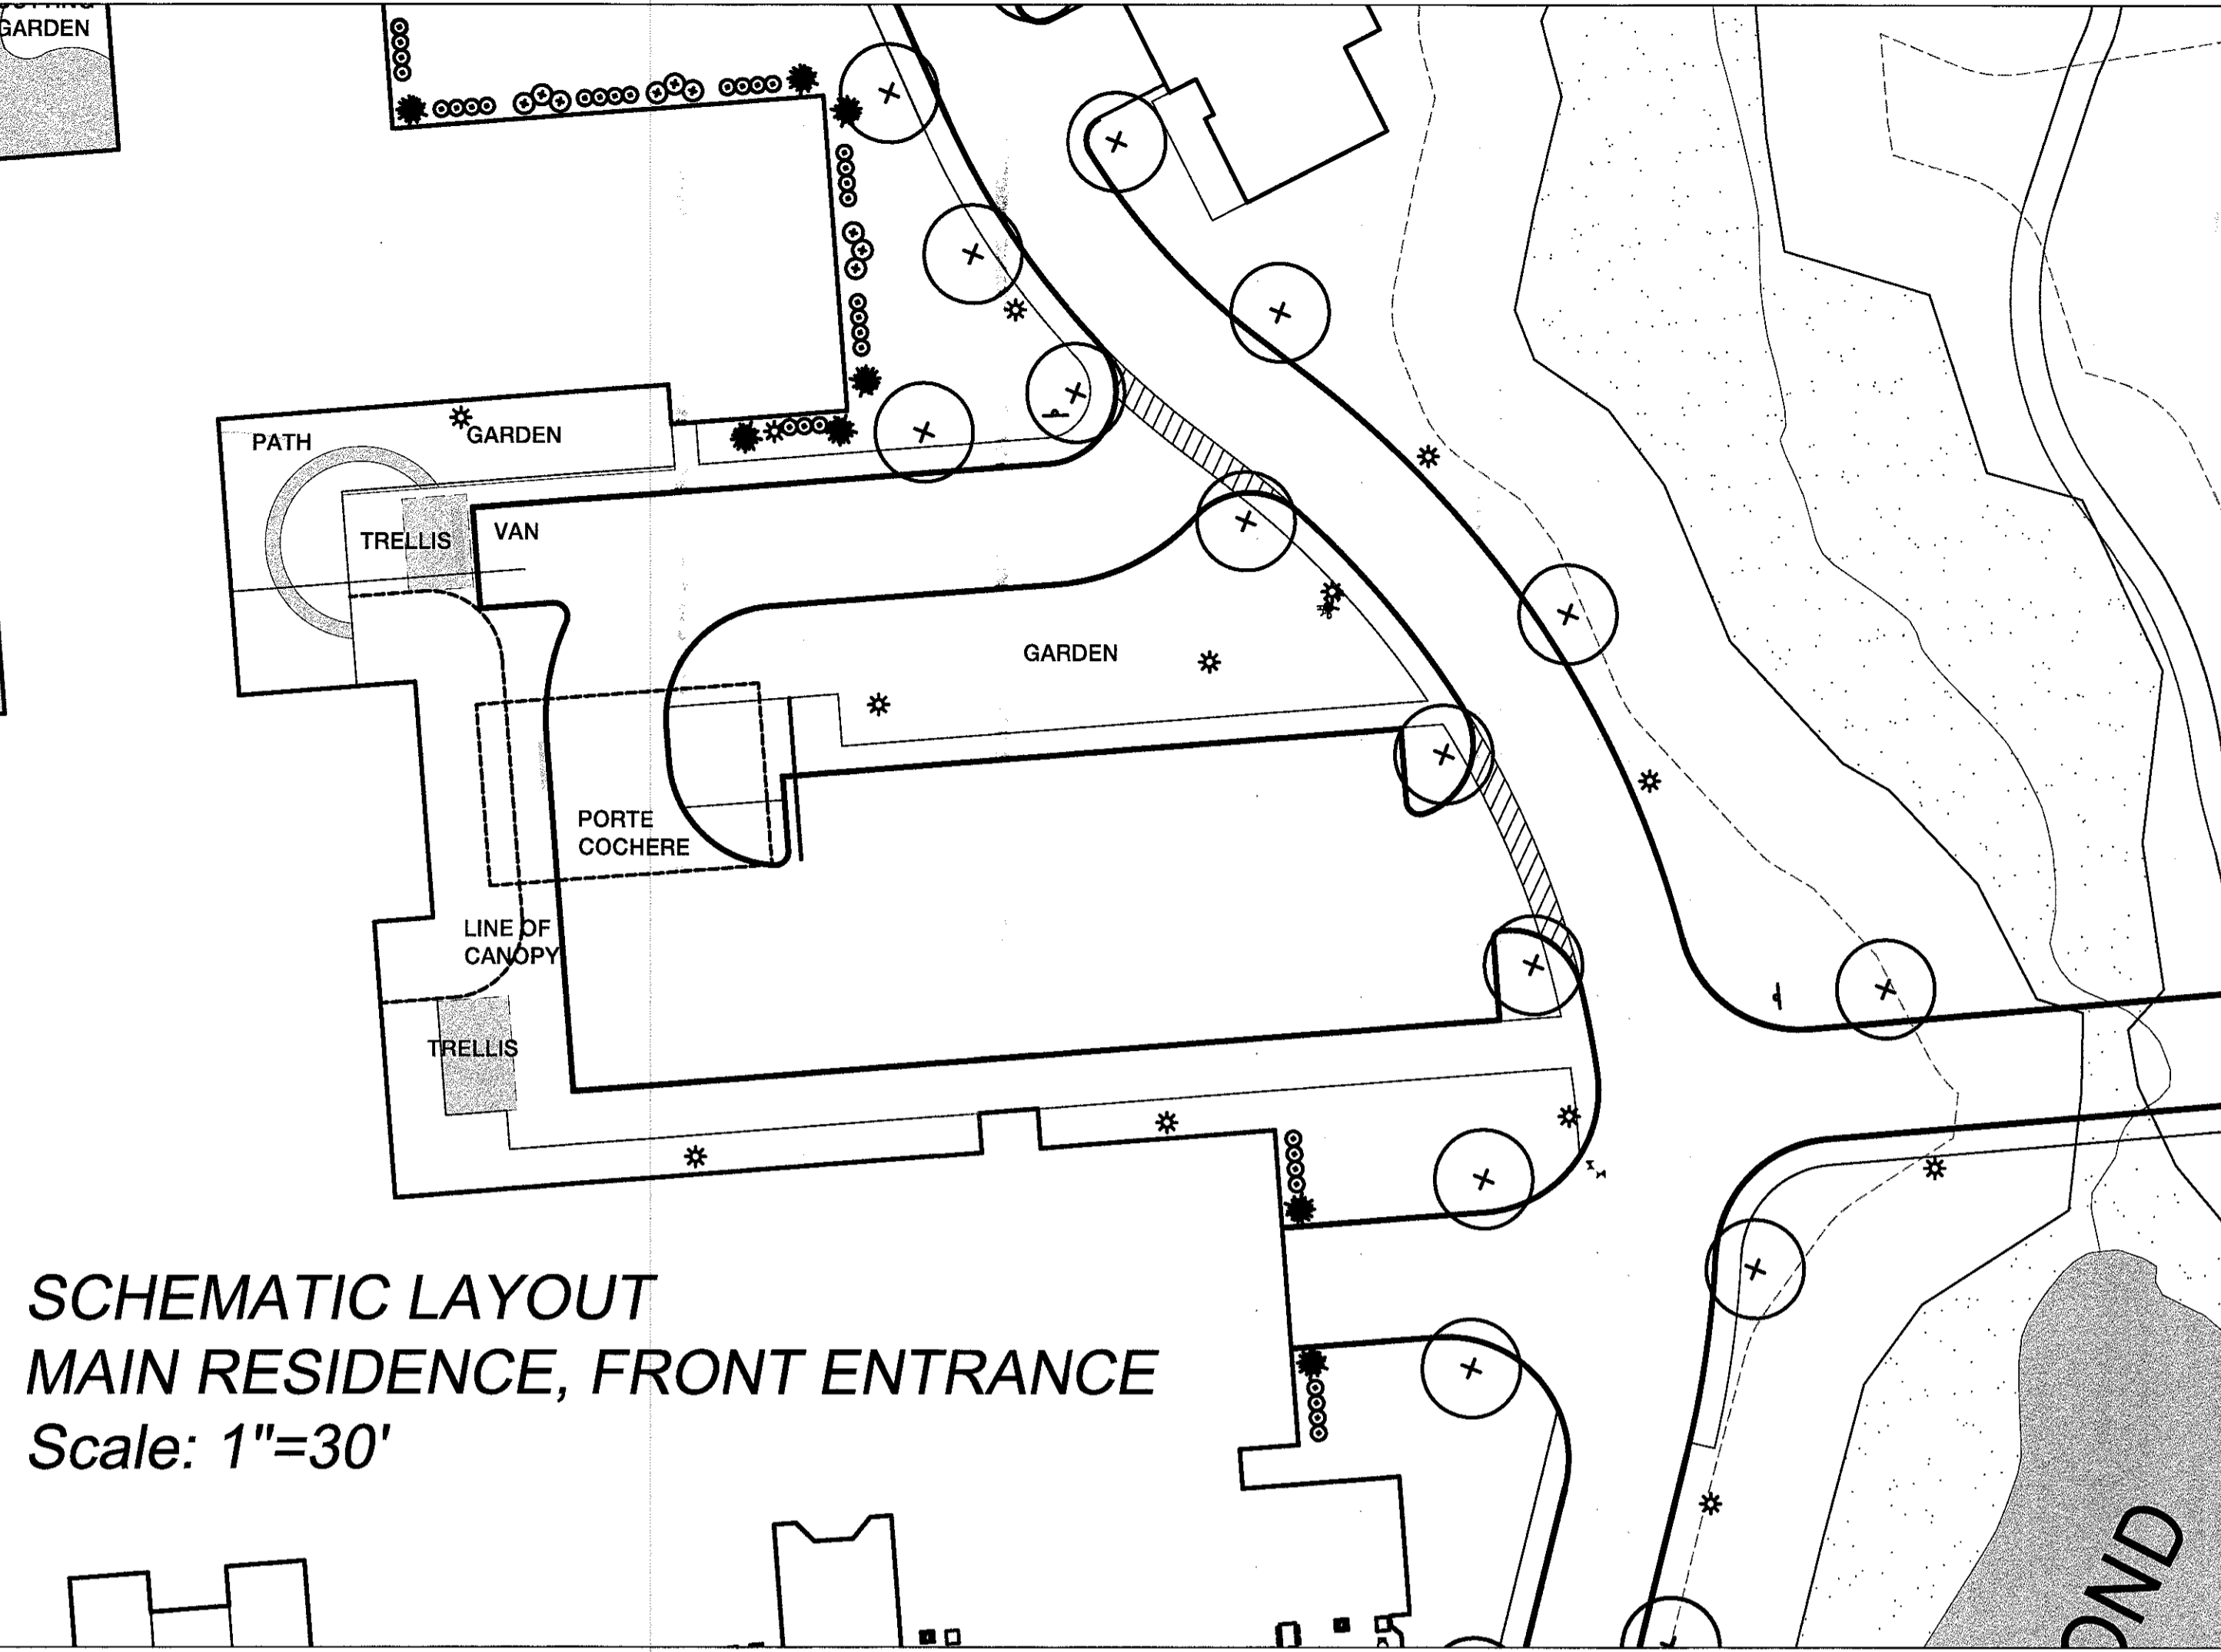 GARDEN
PATH
GARDEN
TRELLIS
VAN
GARDEN
PORTE
COCHERE
LINE OF
CANOPY
TRELLIS
SCHEMATIC LAYOUT
MAIN RESIDENCE, FRONT ENTRANCE
Scale: 1"=30'
OND